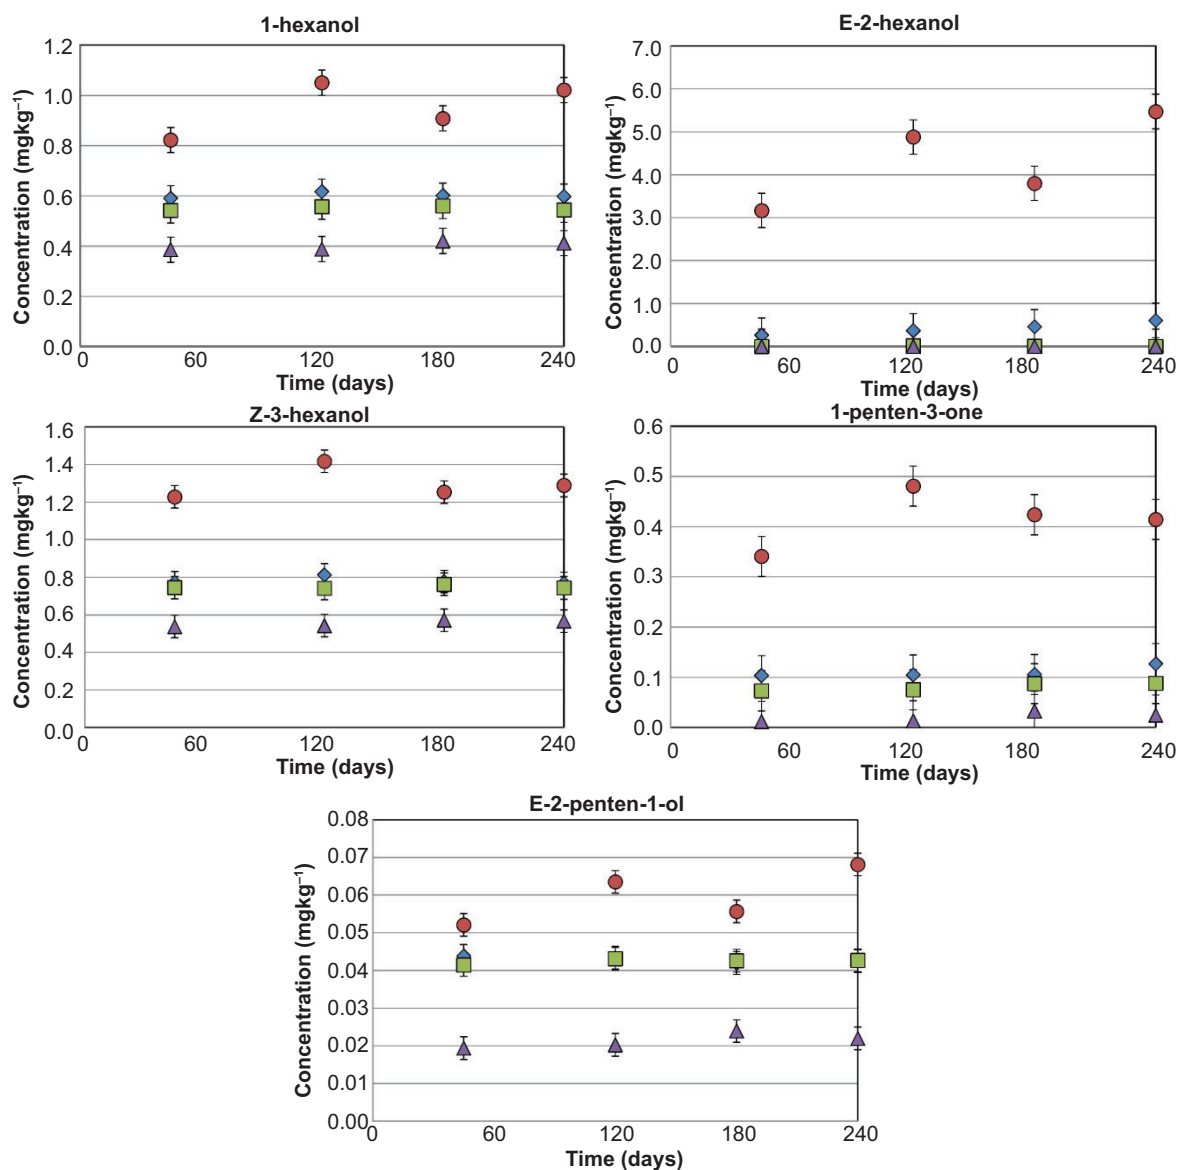 1-hexanol
Concentration (mgkg⁻¹)
1.2
1.0
0.8
0.6
0.4
0.2
0.0
0 60 120 180 240
Time (days)
E-2-hexanol
Concentration (mgkg⁻¹)
7.0
6.0
5.0
4.0
3.0
2.0
1.0
0.0
0 60 120 180 240
Time (days)
Z-3-hexanol
Concentration (mgkg⁻¹)
1.6
1.4
1.2
1.0
0.8
0.6
0.4
0.2
0.0
0 60 120 180 240
Time (days)
1-penten-3-one
Concentration (mgkg⁻¹)
0.6
0.5
0.4
0.3
0.2
0.1
0.0
0 60 120 180 240
Time (days)
E-2-penten-1-ol
Concentration (mgkg⁻¹)
0.08
0.07
0.06
0.05
0.04
0.03
0.02
0.01
0.00
0 60 120 180 240
Time (days)